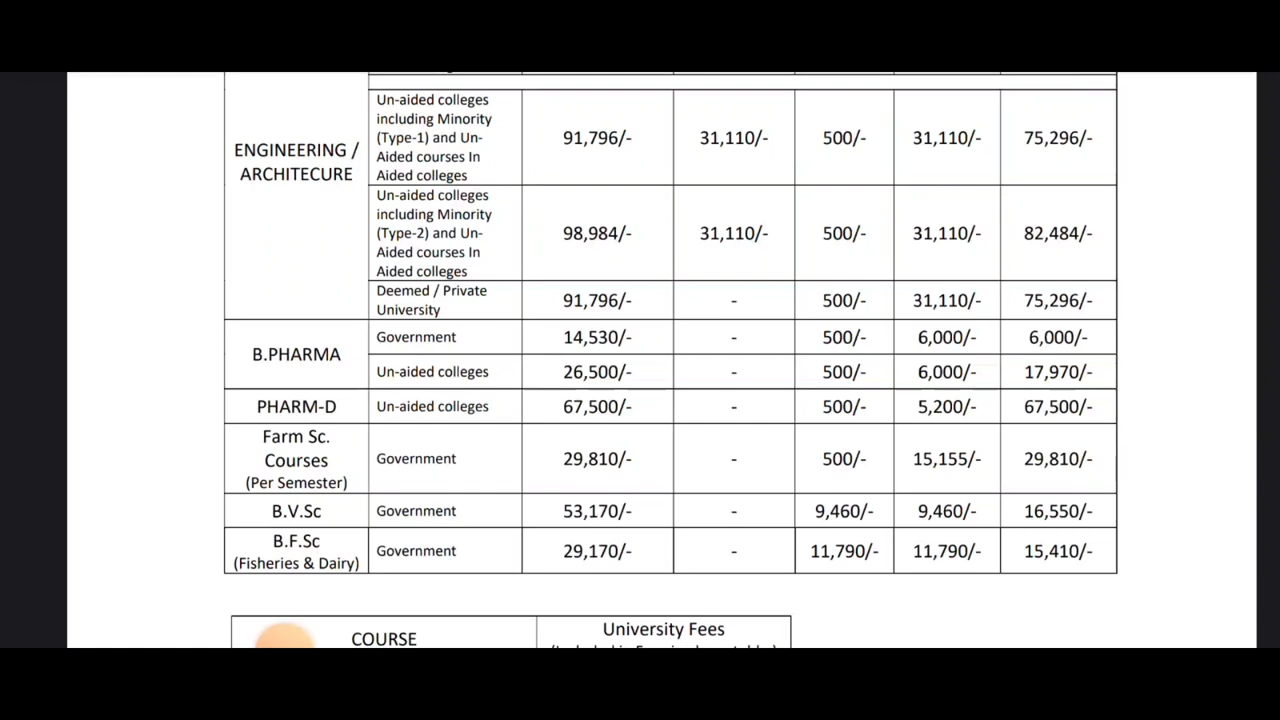 ENGINEERING /
ARCHITECURE
Un-aided colleges
including Minority
(Type-1) and Un-
Aided courses In
Aided colleges
91,796/- 31,110/- 500/- 31,110/- 75,296/-
Un-aided colleges
including Minority
(Type-2) and Un-
Aided courses In
Aided colleges
98,984/- 31,110/- 500/- 31,110/- 82,484/-
Deemed / Private
University
91,796/- - 500/- 31,110/- 75,296/-
B.PHARMA
Government 14,530/- - 500/- 6,000/- 6,000/-
Un-aided colleges 26,500/- - 500/- 6,000/- 17,970/-
PHARM-D Un-aided colleges 67,500/- - 500/- 5,200/- 67,500/-
Farm Sc.
Courses
(Per Semester)
Government 29,810/- - 500/- 15,155/- 29,810/-
B.V.Sc Government 53,170/- - 9,460/- 9,460/- 16,550/-
B.F.Sc
(Fisheries & Dairy)
Government 29,170/- - 11,790/- 11,790/- 15,410/-
COURSE
University Fees